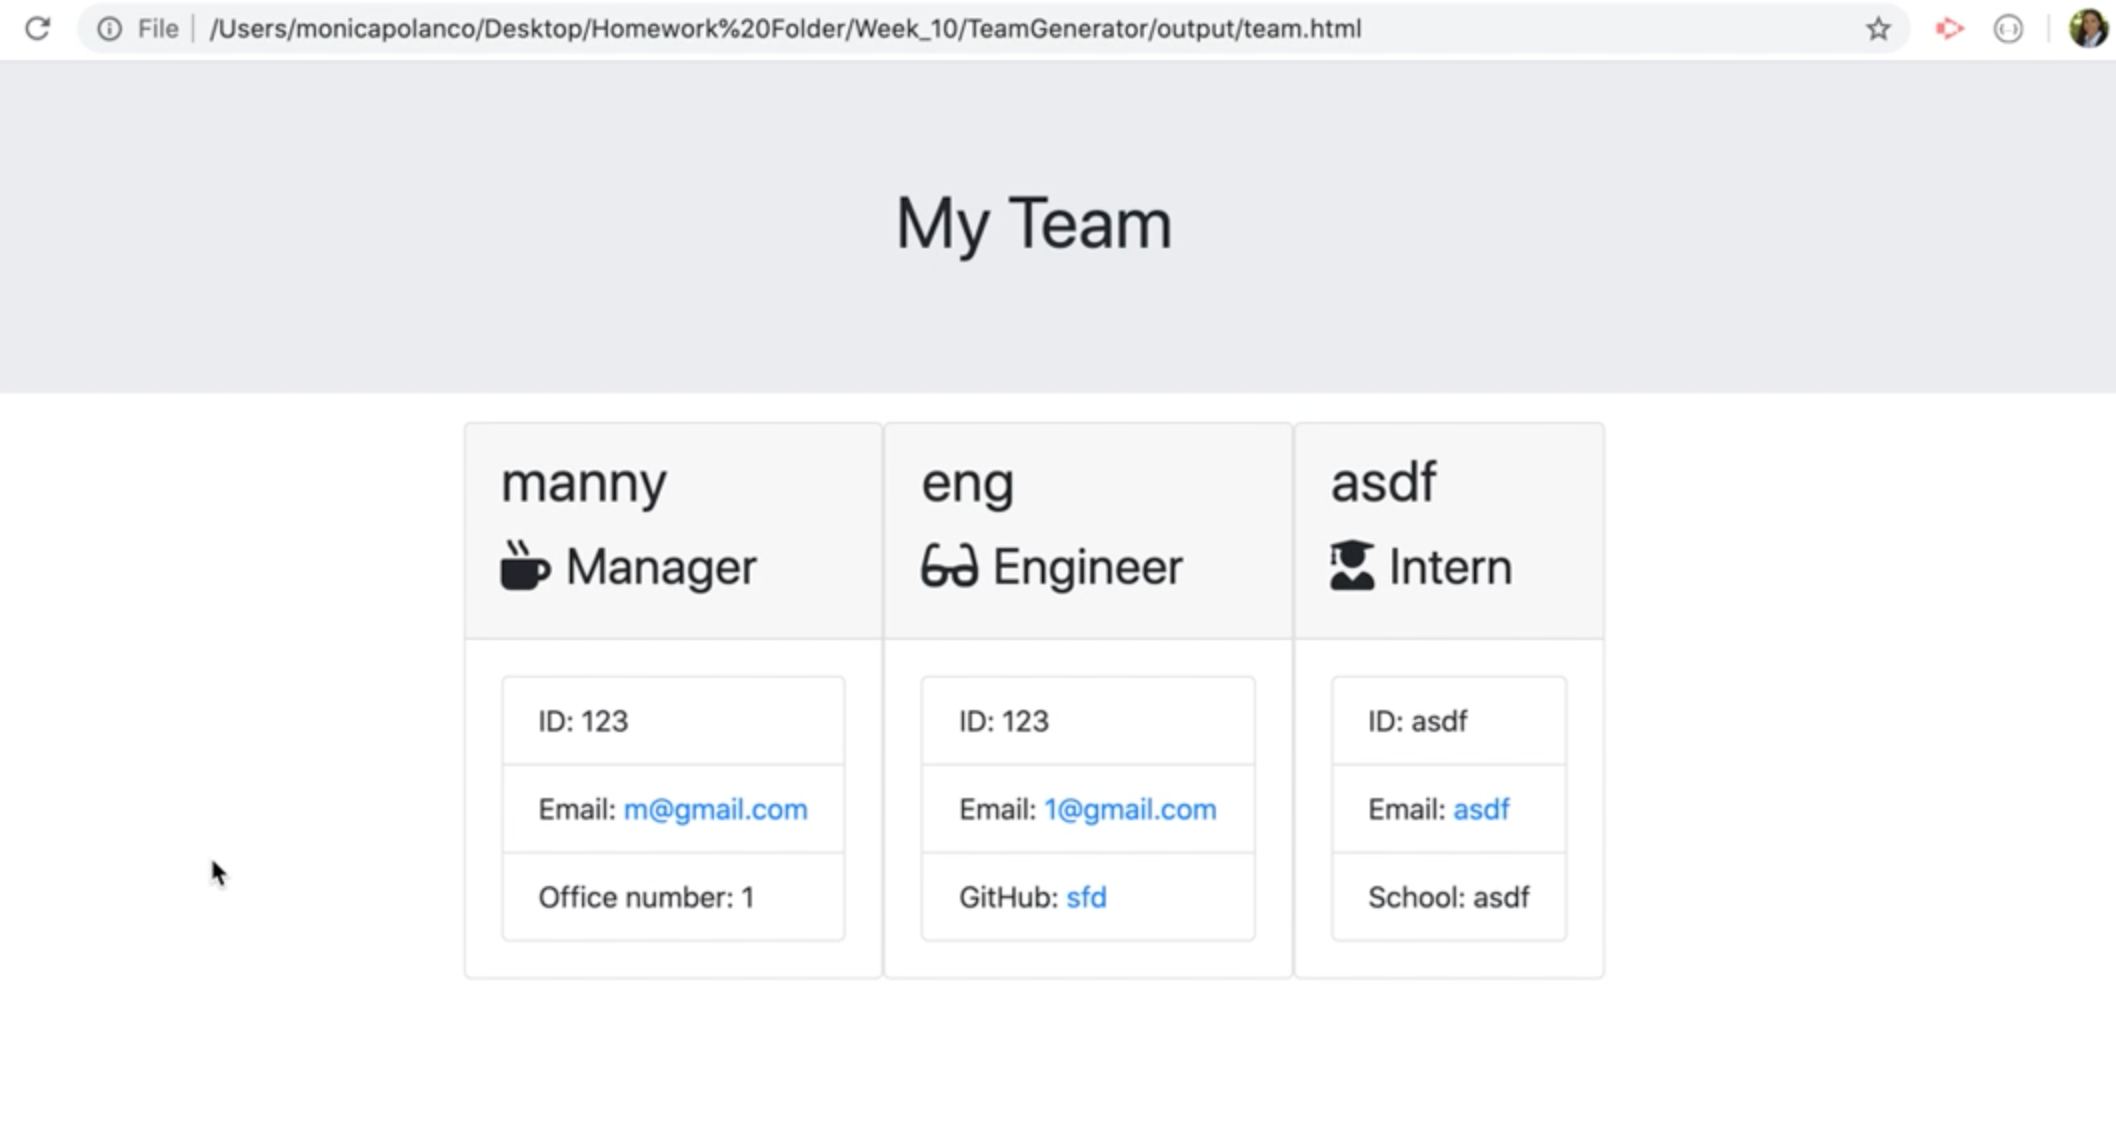 File /Users/monicapolanco/Desktop/Homework%20Folder/Week_10/TeamGenerator/output/team.html
My Team
manny
Manager
ID: 123
Email: m@gmail.com
Office number: 1
eng
Engineer
ID: 123
Email: 1@gmail.com
GitHub: sfd
asdf
Intern
ID: asdf
Email: asdf
School: asdf